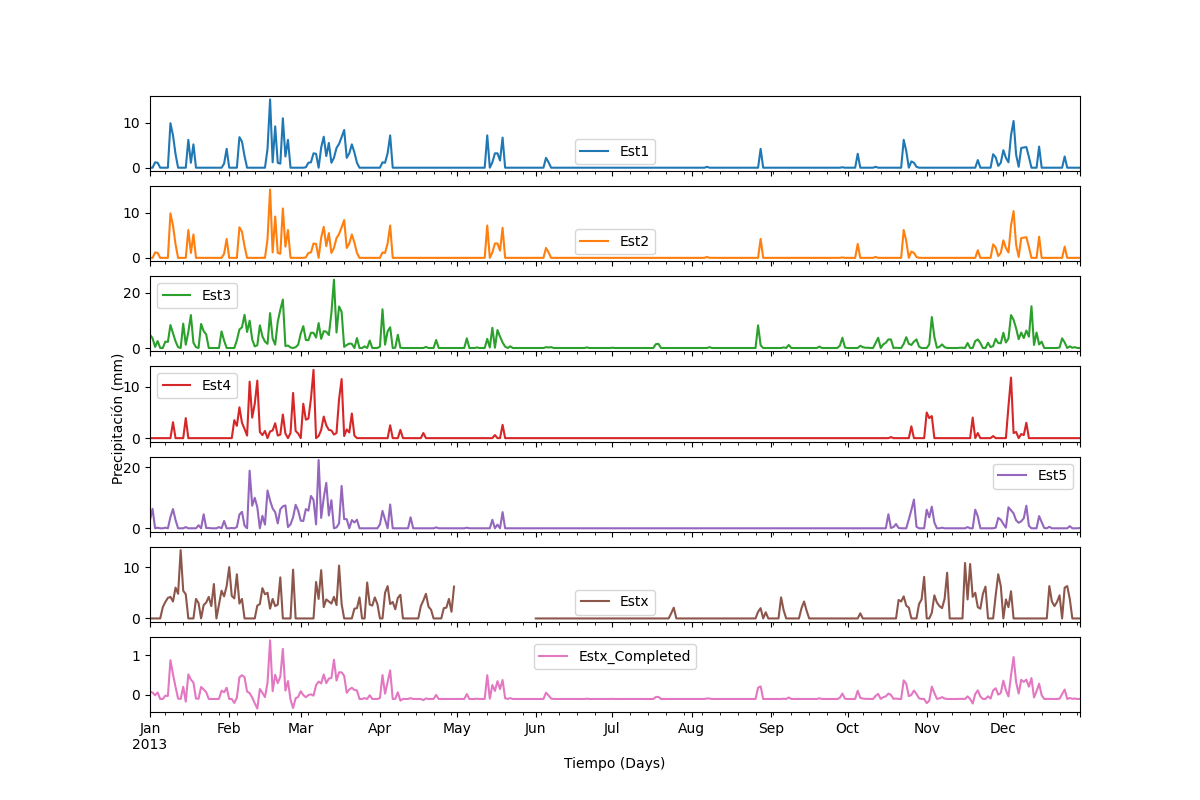 10
0
Est1
10
0
Est2
20
0
Est3
10
0
Est4
Precipitación (mm)
20
0
Est5
10
0
Estx
1
0
Estx_Completed
Jan Feb Mar Apr May Jun Jul Aug Sep Oct Nov Dec
2013
Tiempo (Days)